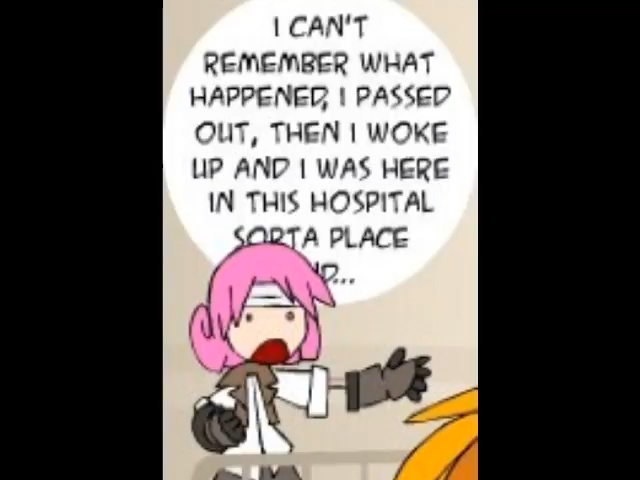 I CAN'T
REMEMBER WHAT
HAPPENED, I PASSED
OUT, THEN I WOKE
UP AND I WAS HERE
IN THIS HOSPITAL
SORTA PLACE